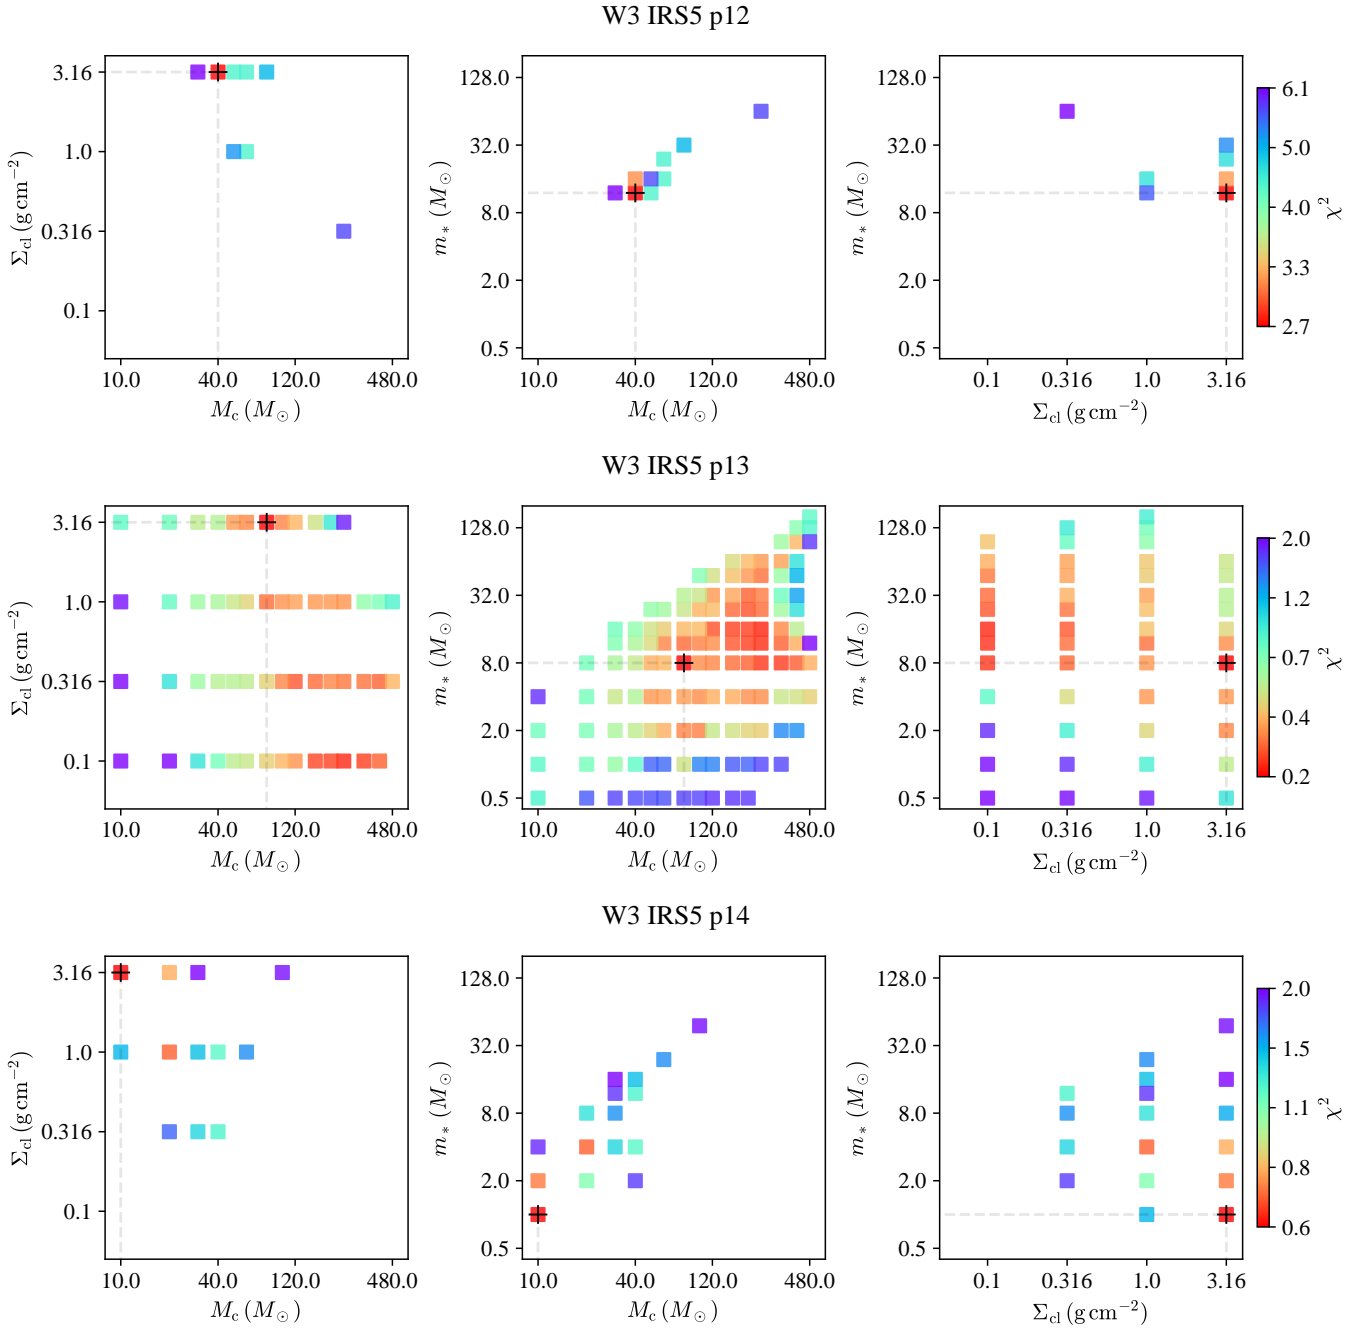 W3 IRS5 p12
3.16
1.0
0.316
0.1
Σcl (g cm⁻²)
10.0 40.0 120.0 480.0
Mc (M⊙)
128.0
32.0
8.0
2.0
0.5
m* (M⊙)
10.0 40.0 120.0 480.0
Mc (M⊙)
128.0
32.0
8.0
2.0
0.5
m* (M⊙)
0.1 0.316 1.0 3.16
Σcl (g cm⁻²)
6.1
5.0
4.0
3.3
2.7
χ²
W3 IRS5 p13
3.16
1.0
0.316
0.1
Σcl (g cm⁻²)
10.0 40.0 120.0 480.0
Mc (M⊙)
128.0
32.0
8.0
2.0
0.5
m* (M⊙)
10.0 40.0 120.0 480.0
Mc (M⊙)
128.0
32.0
8.0
2.0
0.5
m* (M⊙)
0.1 0.316 1.0 3.16
Σcl (g cm⁻²)
2.0
1.2
0.7
0.4
0.2
χ²
W3 IRS5 p14
3.16
1.0
0.316
0.1
Σcl (g cm⁻²)
10.0 40.0 120.0 480.0
Mc (M⊙)
128.0
32.0
8.0
2.0
0.5
m* (M⊙)
10.0 40.0 120.0 480.0
Mc (M⊙)
128.0
32.0
8.0
2.0
0.5
m* (M⊙)
0.1 0.316 1.0 3.16
Σcl (g cm⁻²)
2.0
1.5
1.1
0.8
0.6
χ²